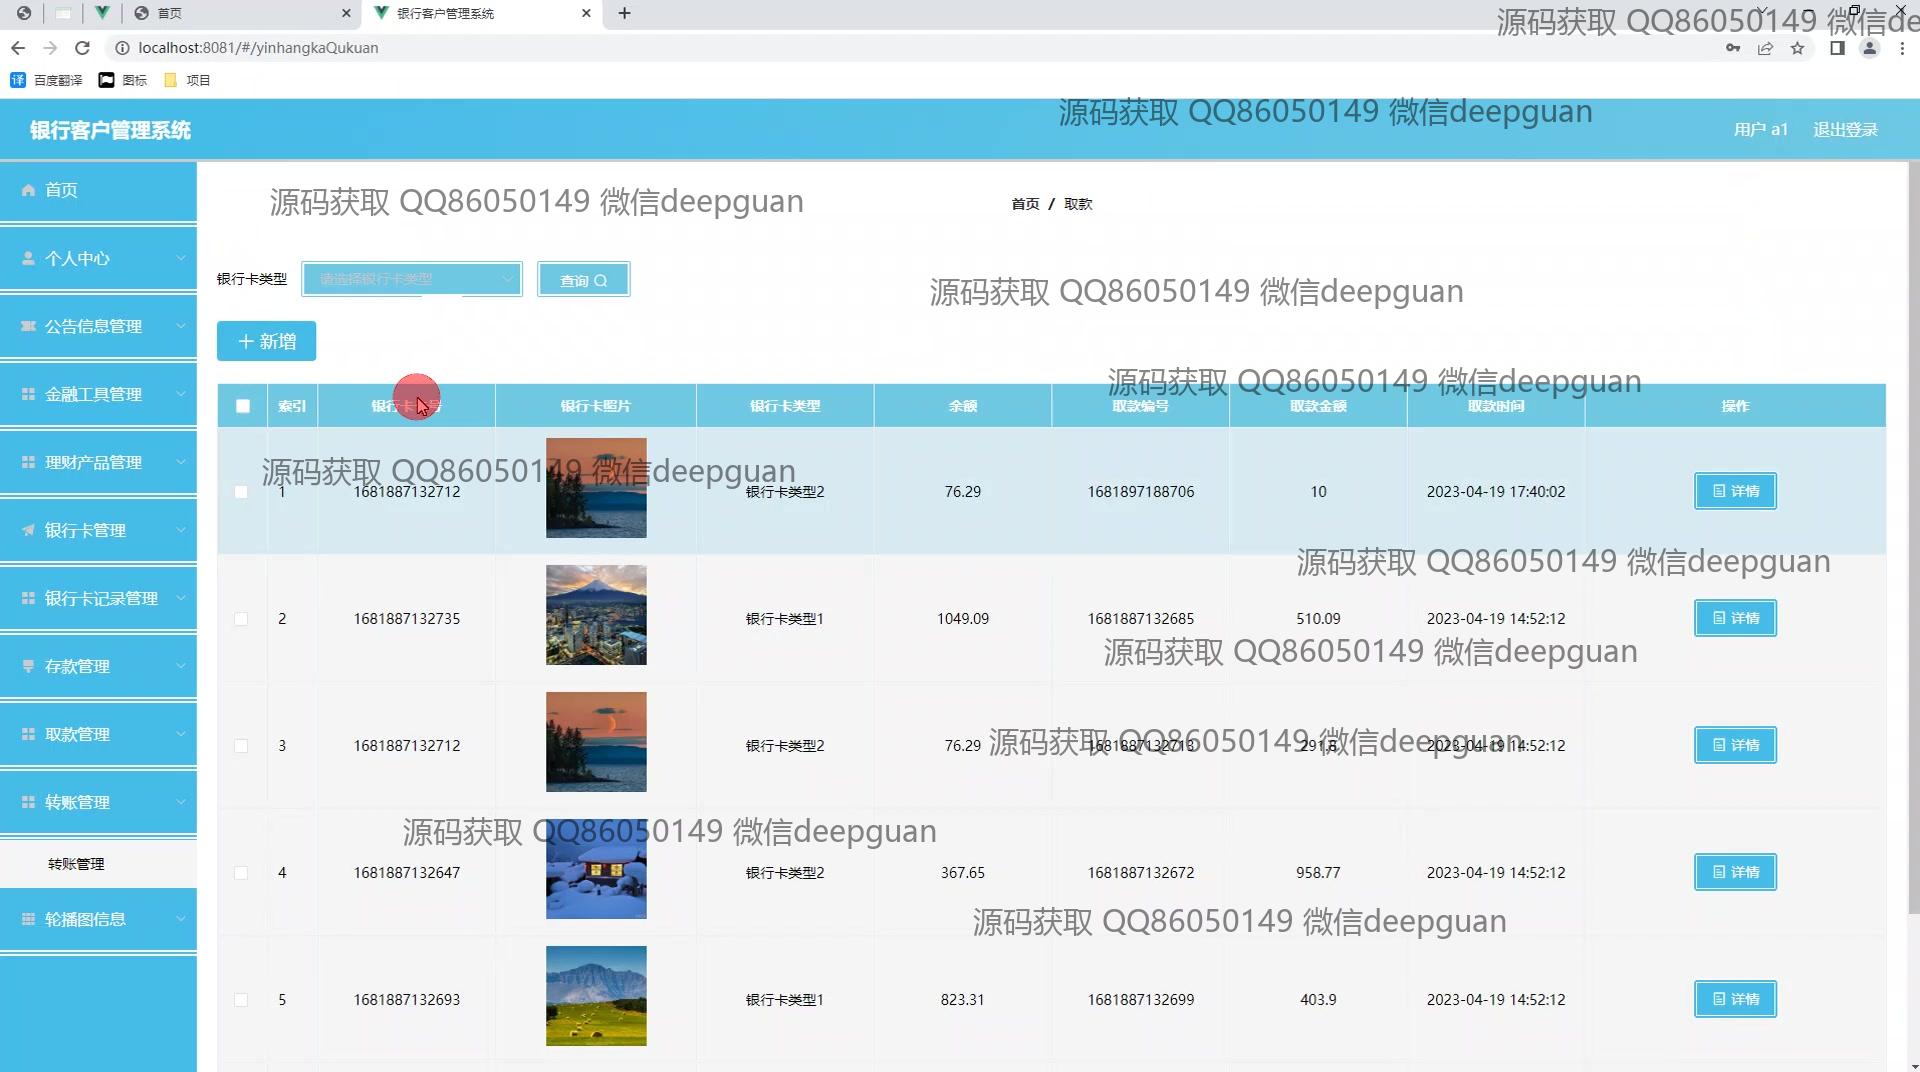 首页
银行客户管理系统
源码获取 QQ86050149 微信de
localhost:8081/#/yinhangkaQukuan
译 百度翻译 图标 项目
源码获取 QQ86050149 微信deepguan
银行客户管理系统
用户 a1 退出登录
首页
源码获取 QQ86050149 微信deepguan
首页 / 取款
个人中心
银行卡类型 请选择银行卡类型 查询
源码获取 QQ86050149 微信deepguan
公告信息管理
+ 新增
源码获取 QQ86050149 微信deepguan
金融工具管理
索引 银行卡卡号 银行卡照片 银行卡类型 余额 取款编号 取款金额 取款时间 操作
理财产品管理
源码获取 QQ86050149 微信deepguan
1 1681887132712 银行卡类型2 76.29 1681897188706 10 2023-04-19 17:40:02 详情
银行卡管理
源码获取 QQ86050149 微信deepguan
银行卡记录管理
2 1681887132735 银行卡类型1 1049.09 1681887132685 510.09 2023-04-19 14:52:12 详情
源码获取 QQ86050149 微信deepguan
存款管理
取款管理
源码获取 QQ86050149 微信deepguan
3 1681887132712 银行卡类型2 76.29 1681887132713 291.8 2023-04-19 14:52:12 详情
转账管理
源码获取 QQ86050149 微信deepguan
转账管理
4 1681887132647 银行卡类型2 367.65 1681887132672 958.77 2023-04-19 14:52:12 详情
轮播图信息
源码获取 QQ86050149 微信deepguan
5 1681887132693 银行卡类型1 823.31 1681887132699 403.9 2023-04-19 14:52:12 详情